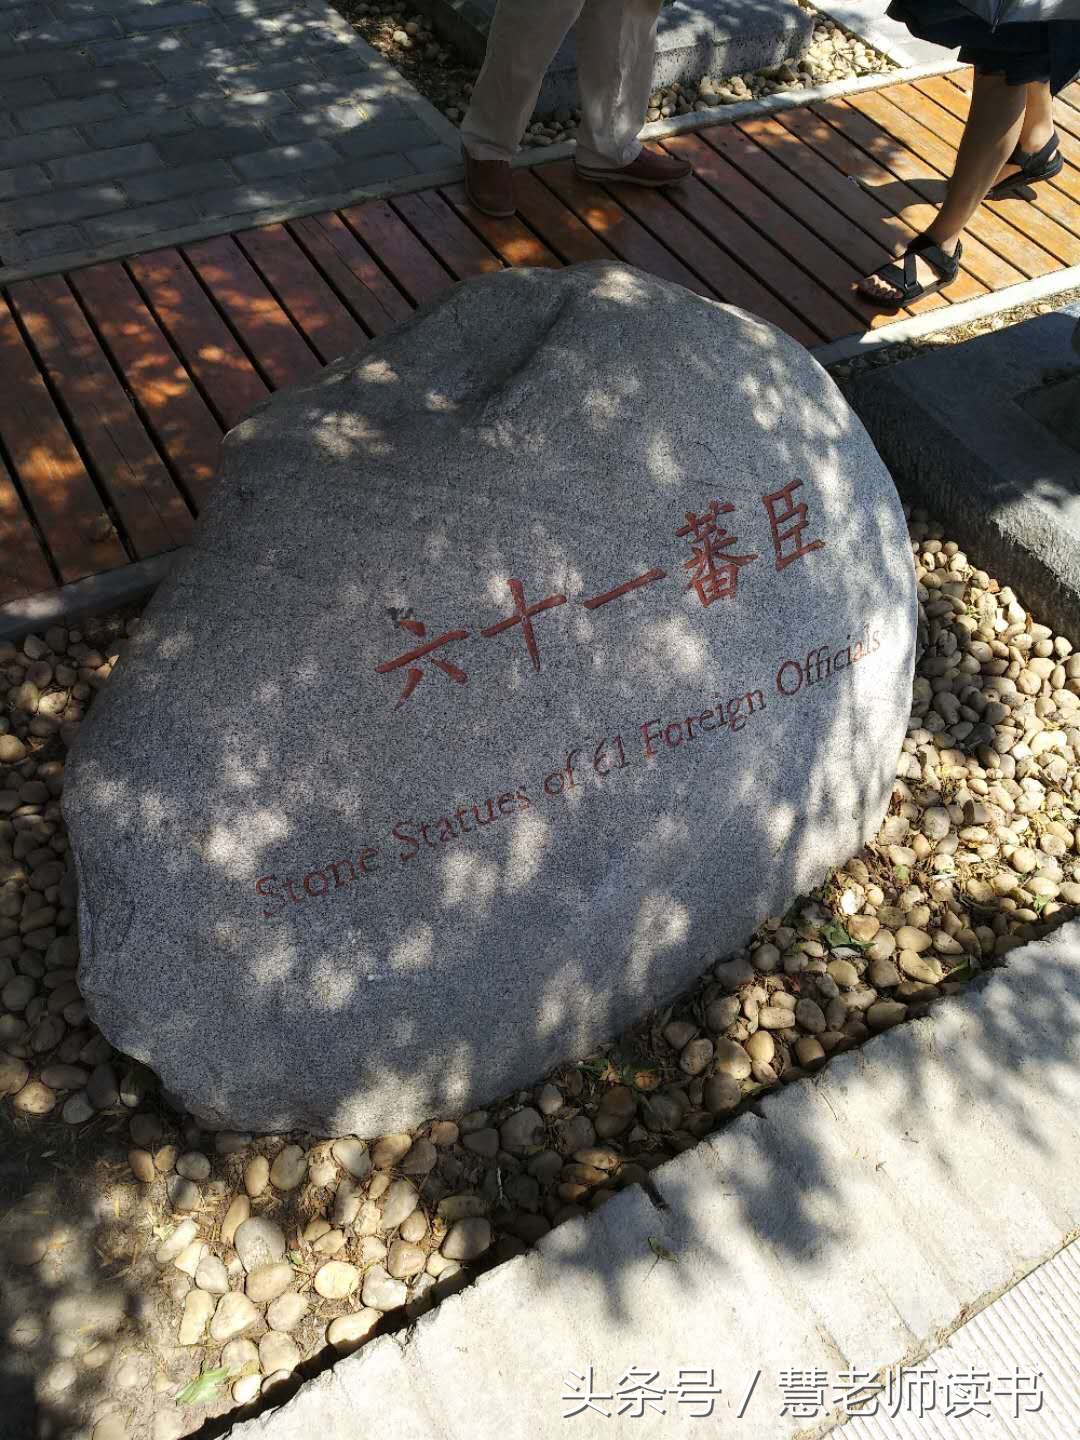 六十一蕃臣
Stone Statues of 61 Foreign Officials
头条号 / 慧老师读书